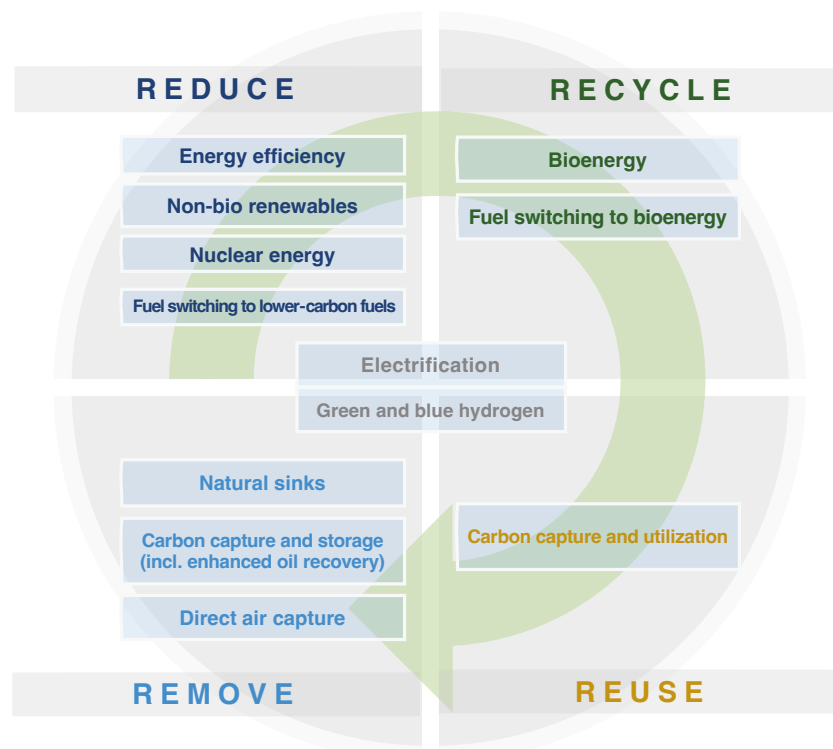 REDUCE
Energy efficiency
Non-bio renewables
Nuclear energy
Fuel switching to lower-carbon fuels
RECYCLE
Bioenergy
Fuel switching to bioenergy
Electrification
Green and blue hydrogen
Natural sinks
Carbon capture and storage
(incl. enhanced oil recovery)
Direct air capture
REMOVE
Carbon capture and utilization
REUSE